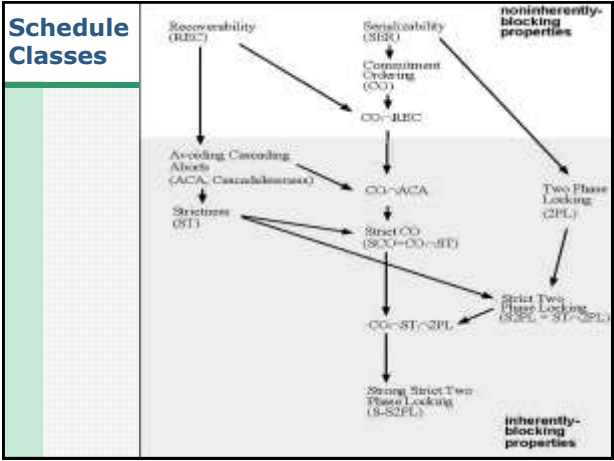 Schedule
Classes
Recoverability
(REC)
Serializability
(SER)
noninherently-
blocking
properties
Commitment
Ordering
(CO)
CO∩REC
Avoiding Cascading
Aborts
(ACA, Cascadelessness)
CO∩ACA
Two Phase
Locking
(2PL)
Strictness
(ST)
Strict CO
(SCO=CO∩ST)
Strict Two
Phase Locking
(S2PL = ST∩2PL)
CO∩ST∩2PL
Strong Strict Two
Phase Locking
(S-S2PL)
inherently-
blocking
properties